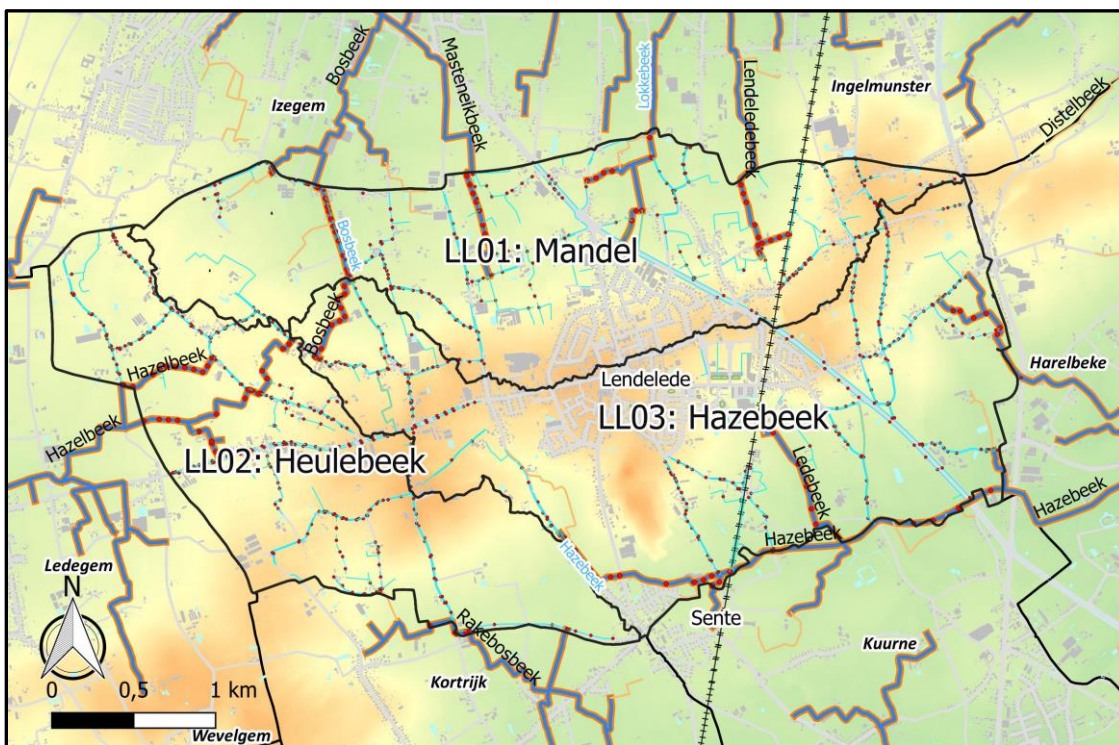 Bosbeek
Masteneikbeek
Lokkebeek
Lendeledebeek
Izegem
Ingelmunster
Distelbeek
Bosbeek
LL01: Mandel
Bosbeek
Hazelbeek
Lendelede
Harelbeke
LL03: Hazebeek
Hazelbeek
LL02: Heulebeek
Ledebeek
Hazebeek
Hazebeek
Hazebeek
Ledegem
N
Rakebosbeek
Sente
Kuurne
0 0,5 1 km
Kortrijk
Wevelgem